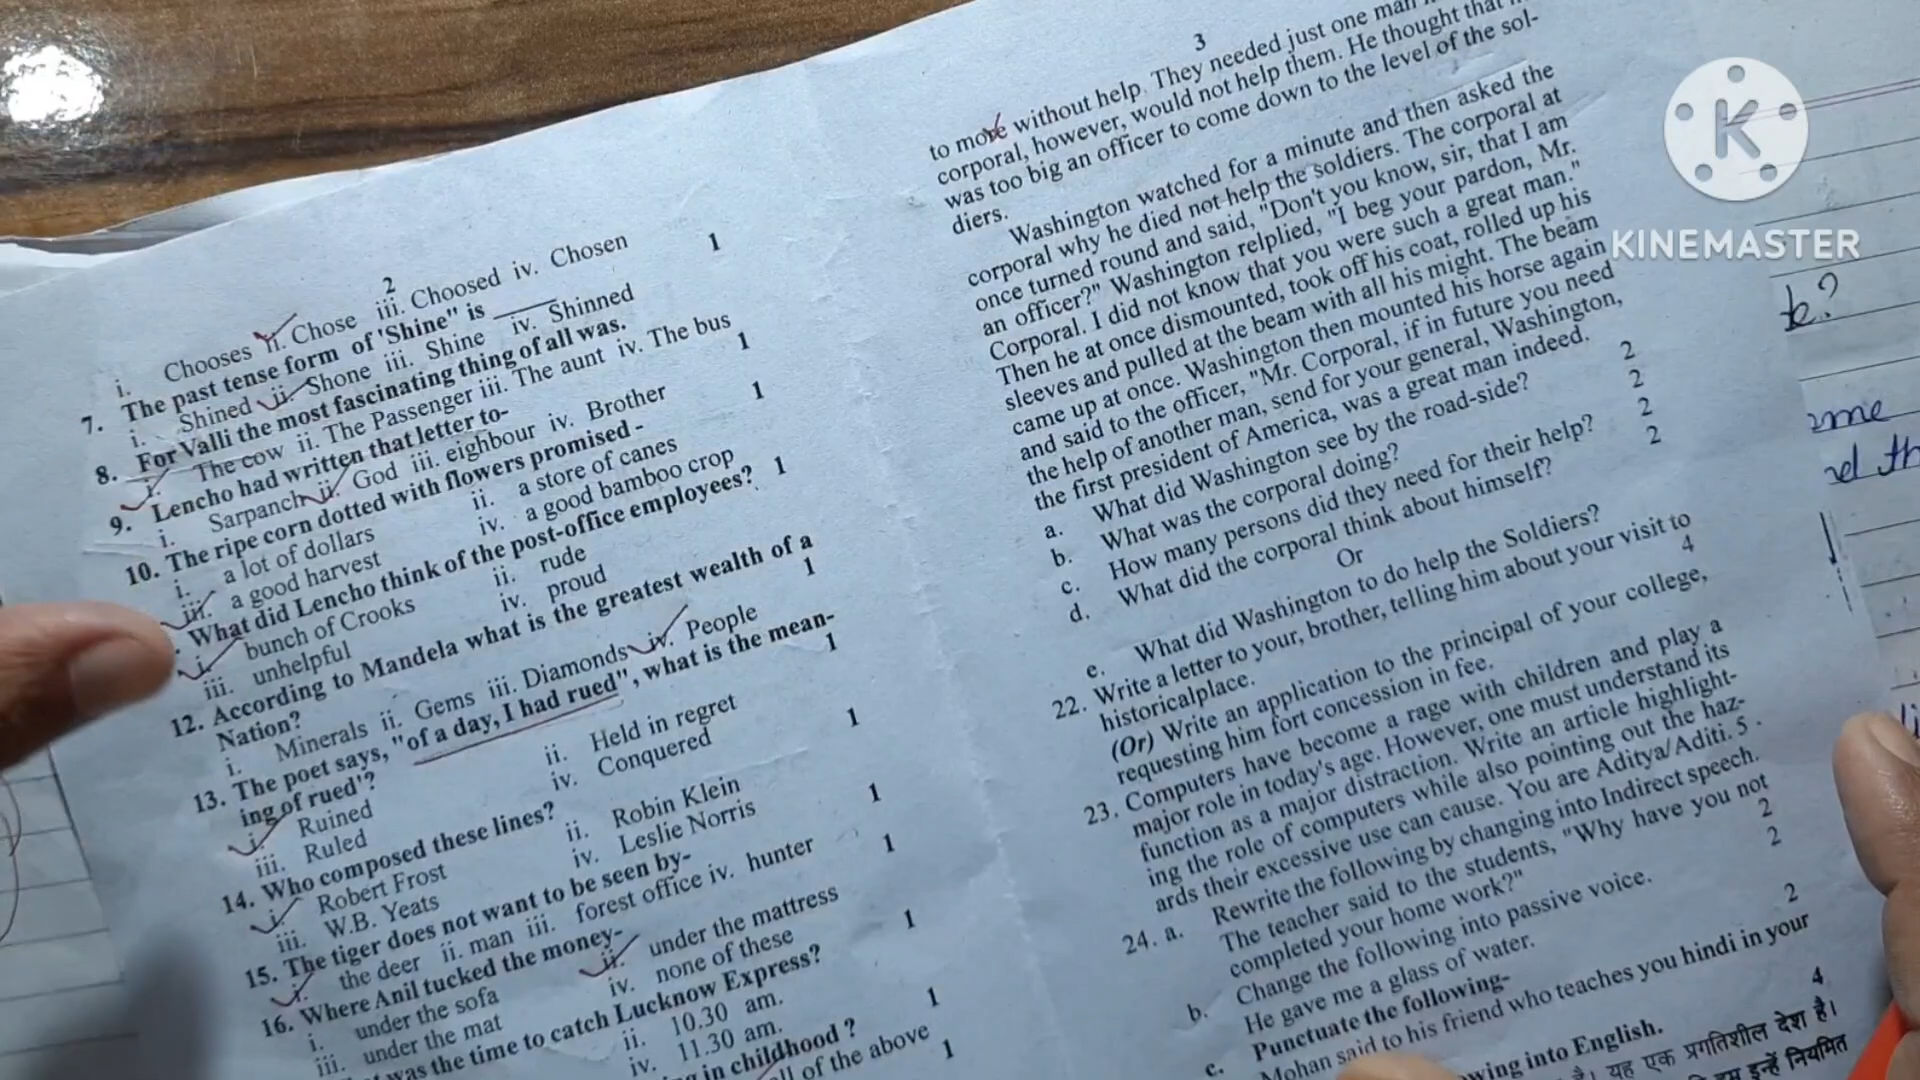 2
i. Chooses ii. Chose iii. Choosed iv. Chosen
7. The past tense form of 'Shine" is ______ 1
i. Shined ii. Shone iii. Shine iv. Shinned
8. For Valli the most fascinating thing of all was.
i. The cow ii. The Passenger iii. The aunt iv. The bus
9. Lencho had written that letter to- 1
i. Sarpanch ii. God iii. eighbour iv. Brother
10. The ripe corn dotted with flowers promised - 1
i. a lot of dollars ii. a store of canes
iii. a good harvest iv. a good bamboo crop
. What did Lencho think of the post-office employees? 1
i. bunch of Crooks ii. rude
iii. unhelpful iv. proud
12. According to Mandela what is the greatest wealth of a
Nation? 1
i. Minerals ii. Gems iii. Diamonds iv. People
13. The poet says, "of a day, I had rued", what is the mean-
ing of rued'? 1
i. Ruined ii. Held in regret
iii. Ruled iv. Conquered
14. Who composed these lines? 1
i. Robert Frost ii. Robin Klein
iii. W.B. Yeats iv. Leslie Norris
15. The tiger does not want to be seen by- 1
i. the deer ii. man iii. forest office iv. hunter
16. Where Anil tucked the money- 1
i. under the sofa ii. under the mattress
iii. under the mat iv. none of these
was the time to catch Lucknow Express? 1
ii. 10.30 am.
iv. 11.30 am.
in childhood ? 1
of the above
1
3
to more without help. They needed just one man
corporal, however, would not help them. He thought that
was too big an officer to come down to the level of the sol-
diers.
Washington watched for a minute and then asked the
corporal why he died not help the soldiers. The corporal at
once turned round and said, "Don't you know, sir, that I am
an officer?" Washington relplied, "I beg your pardon, Mr.
Corporal. I did not know that you were such a great man."
Then he at once dismounted, took off his coat, rolled up his
sleeves and pulled at the beam with all his might. The beam
came up at once. Washington then mounted his horse again
and said to the officer, "Mr. Corporal, if in future you need
the help of another man, send for your general, Washington,
the first president of America, was a great man indeed.
a. What did Washington see by the road-side? 2
b. What was the corporal doing? 2
c. How many persons did they need for their help? 2
d. What did the corporal think about himself? 2
Or
e. What did Washington to do help the Soldiers?
22. Write a letter to your, brother, telling him about your visit to
historicalplace. 4
(Or) Write an application to the principal of your college,
requesting him fort concession in fee.
23. Computers have become a rage with children and play a
major role in today's age. However, one must understand its
function as a major distraction. Write an article highlight-
ing the role of computers while also pointing out the haz-
ards their excessive use can cause. You are Aditya/Aditi. 5 .
24. a. Rewrite the following by changing into Indirect speech.
The teacher said to the students, "Why have you not
completed your home work?" 2
b. Change the following into passive voice. 2
He gave me a glass of water.
c. Punctuate the following- 2
Mohan said to his friend who teaches you hindi in your
into English. 4
है। यह एक प्रगतिशील देश है।
इन्हें नियमित
K
KINEMASTER